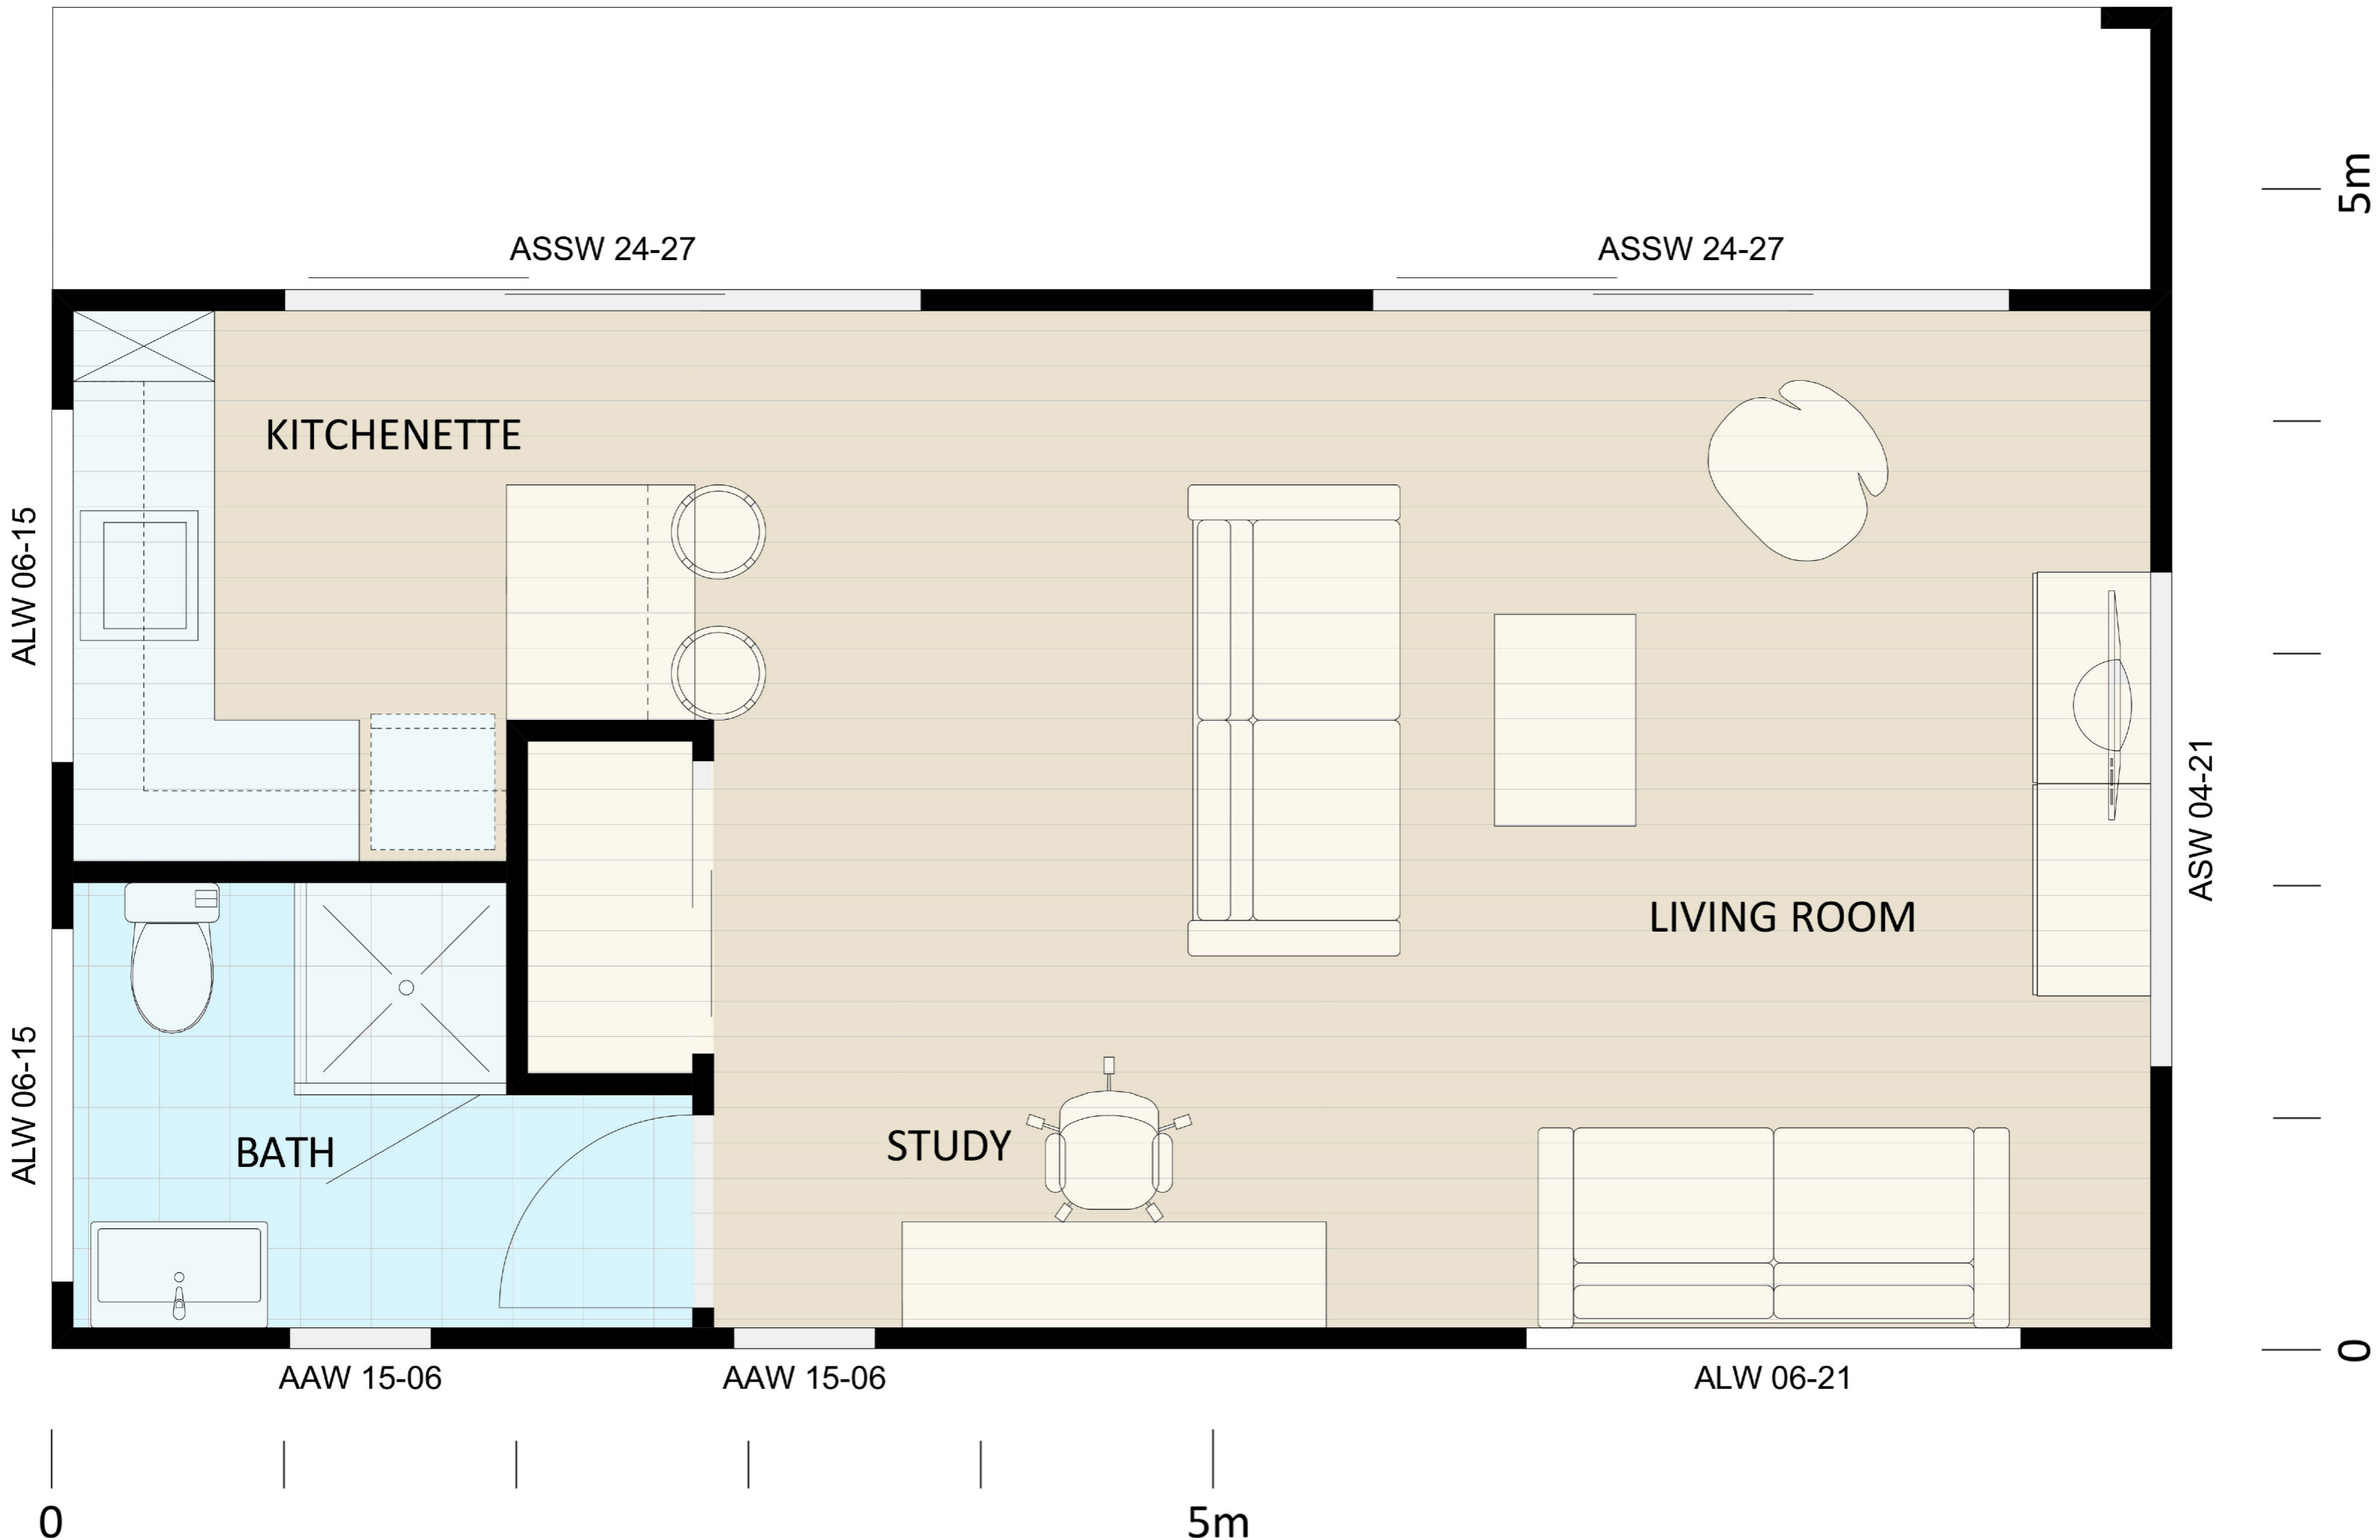 5m
ASSW 24-27
ASSW 24-27
KITCHENETTE
ALW 06-15
ASW 04-21
LIVING ROOM
ALW 06-15
STUDY
BATH
0
AAW 15-06
AAW 15-06
ALW 06-21
0
5m